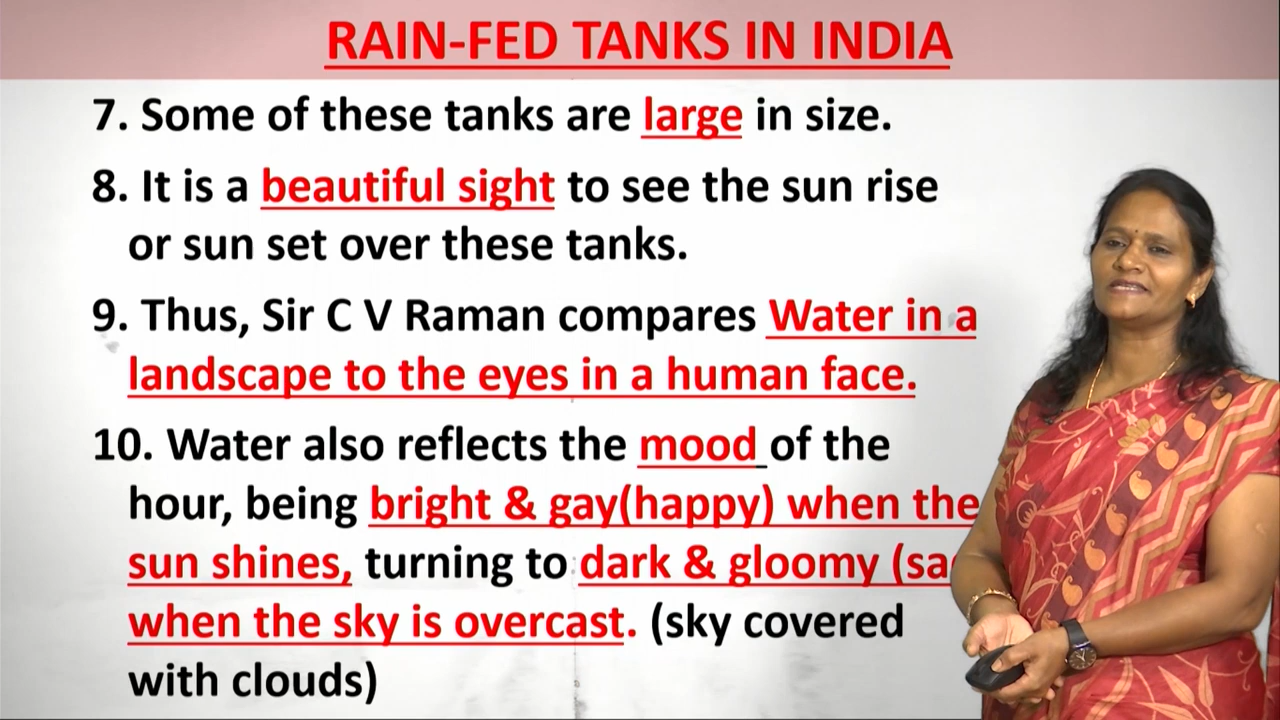 RAIN-FED TANKS IN INDIA
7. Some of these tanks are large in size.
8. It is a beautiful sight to see the sun rise
or sun set over these tanks.
9. Thus, Sir C V Raman compares Water in a
landscape to the eyes in a human face.
10. Water also reflects the mood of the
hour, being bright & gay(happy) when the
sun shines, turning to dark & gloomy (sa
when the sky is overcast. (sky covered
with clouds)